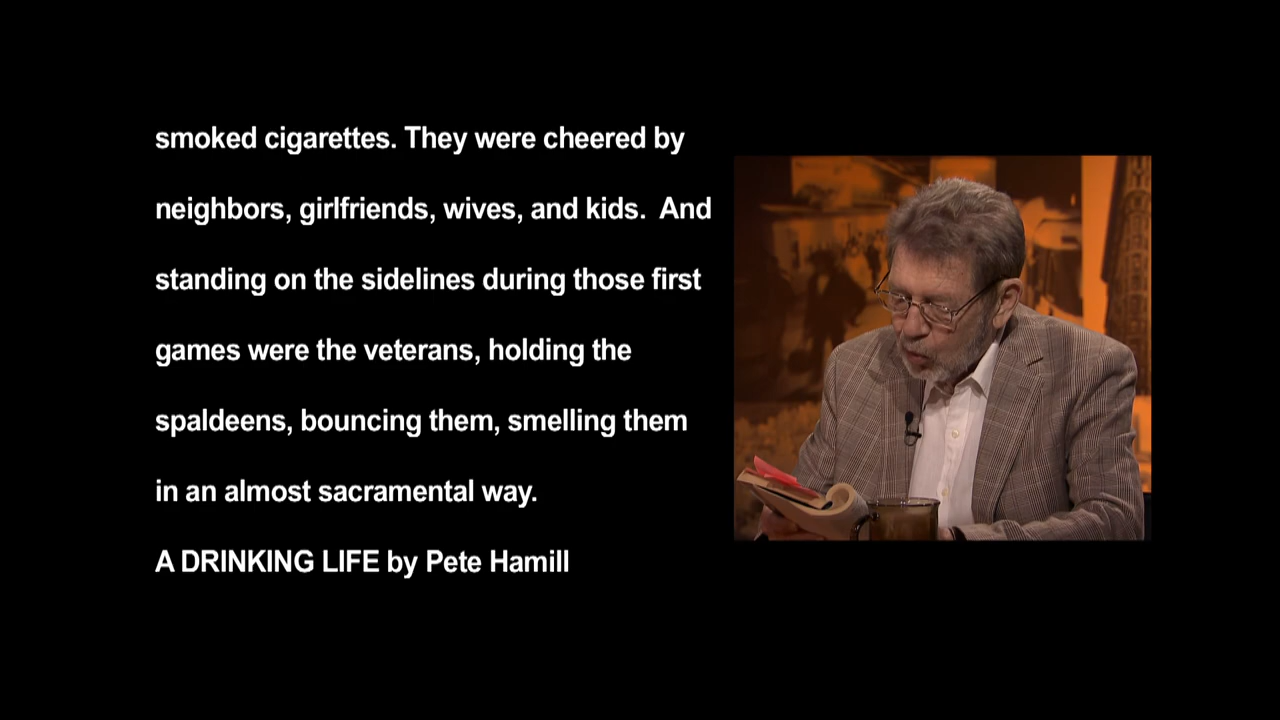 smoked cigarettes. They were cheered by
neighbors, girlfriends, wives, and kids.  And
standing on the sidelines during those first
games were the veterans, holding the
spaldeens, bouncing them, smelling them
in an almost sacramental way.
A DRINKING LIFE by Pete Hamill